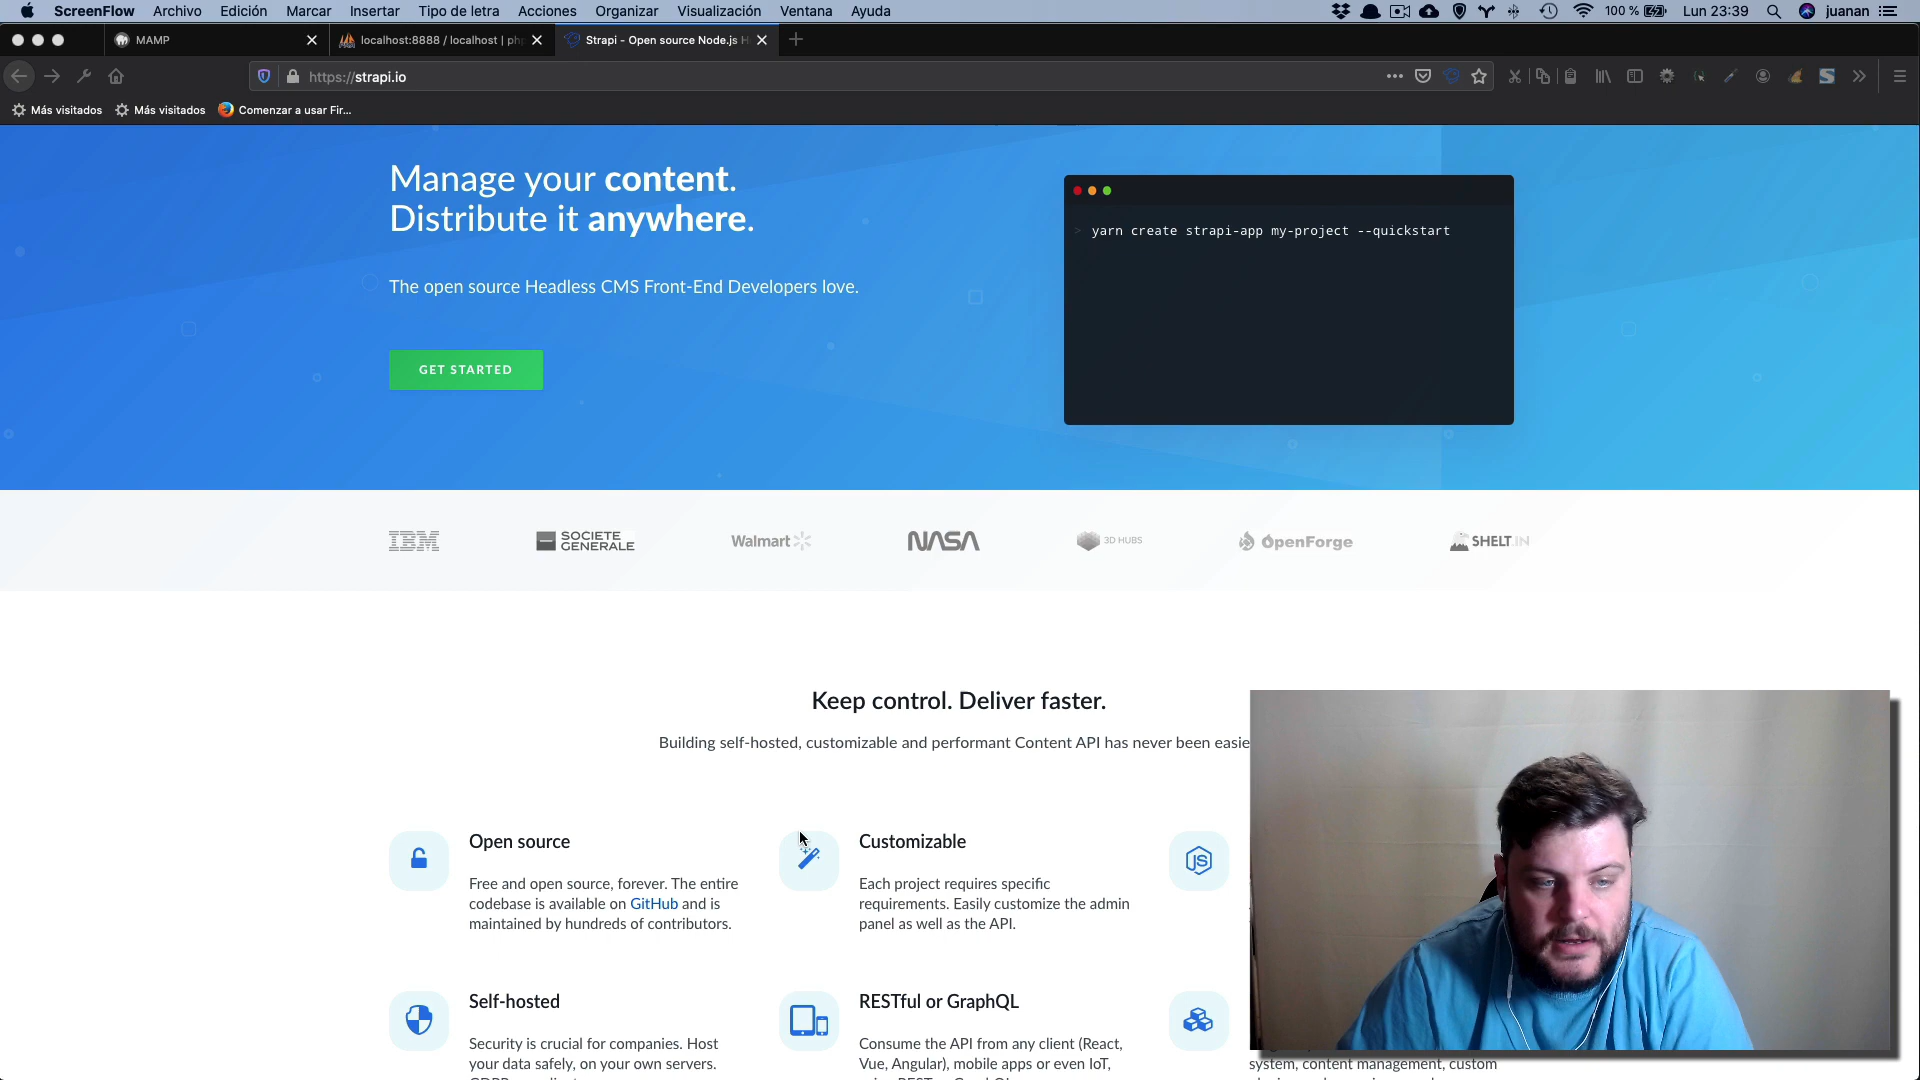 ScreenFlow Archivo Edición Marcar Insertar Tipo de letra Acciones Organizar Visualización Ventana Ayuda 100 % Lun 23:39 juanan
MAMP localhost:8888 / localhost | ph Strapi - Open source Node.js H
https://strapi.io
Más visitados Más visitados Comenzar a usar Fir...
Manage your content.
Distribute it anywhere.
> yarn create strapi-app my-project --quickstart
The open source Headless CMS Front-End Developers love.
GET STARTED
IBM SOCIETE GENERALE Walmart NASA 3D HUBS OpenForge SHELT.IN
Keep control. Deliver faster.
Building self-hosted, customizable and performant Content API has never been easie
Open source
Free and open source, forever. The entire
codebase is available on GitHub and is
maintained by hundreds of contributors.
Customizable
Each project requires specific
requirements. Easily customize the admin
panel as well as the API.
JS
Self-hosted
Security is crucial for companies. Host
your data safely, on your own servers.
RESTful or GraphQL
Consume the API from any client (React,
Vue, Angular), mobile apps or even IoT,
system, content management, custom